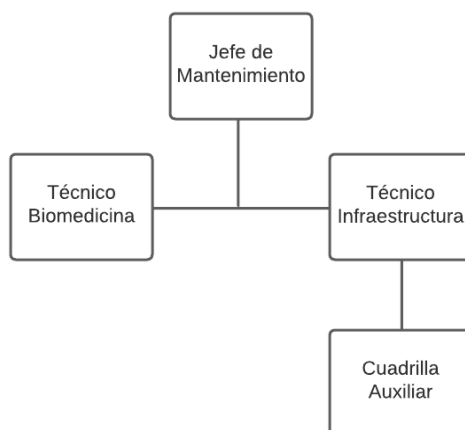 Jefe de
Mantenimiento
Técnico
Biomedicina
Técnico
Infraestructura
Cuadrilla
Auxiliar